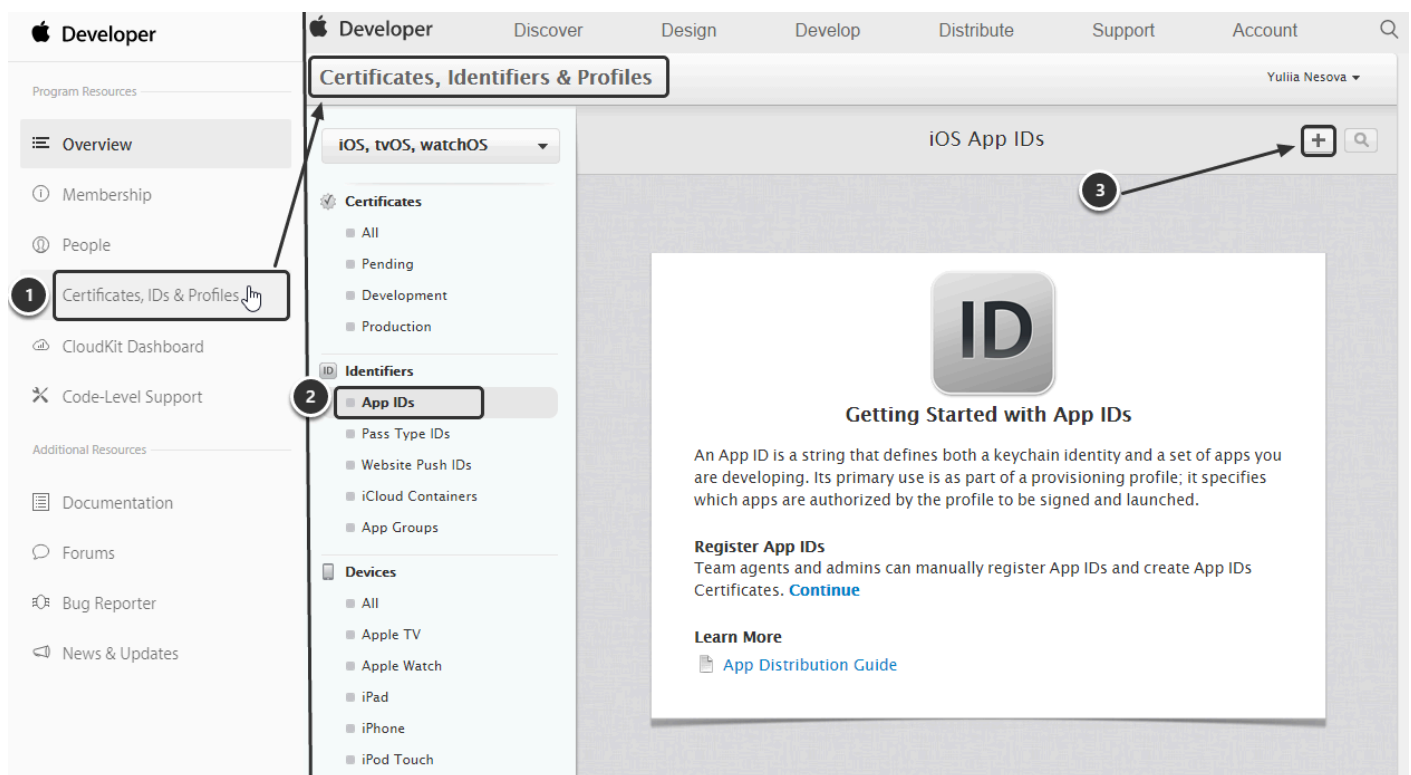 Developer
Program Resources
Overview
Membership
People
1
Certificates, IDs & Profiles
CloudKit Dashboard
Code-Level Support
Additional Resources
Documentation
Forums
Bug Reporter
News & Updates
Developer
Discover
Design
Develop
Distribute
Support
Account
Certificates, Identifiers & Profiles
Yuliia Nesova
iOS, tvOS, watchOS
Certificates
All
Pending
Development
Production
ID Identifiers
2
App IDs
Pass Type IDs
Website Push IDs
iCloud Containers
App Groups
Devices
All
Apple TV
Apple Watch
iPad
iPhone
iPod Touch
iOS App IDs
+
3
ID
Getting Started with App IDs
An App ID is a string that defines both a keychain identity and a set of apps you
are developing. Its primary use is as part of a provisioning profile; it specifies
which apps are authorized by the profile to be signed and launched.
Register App IDs
Team agents and admins can manually register App IDs and create App IDs
Certificates. Continue
Learn More
App Distribution Guide